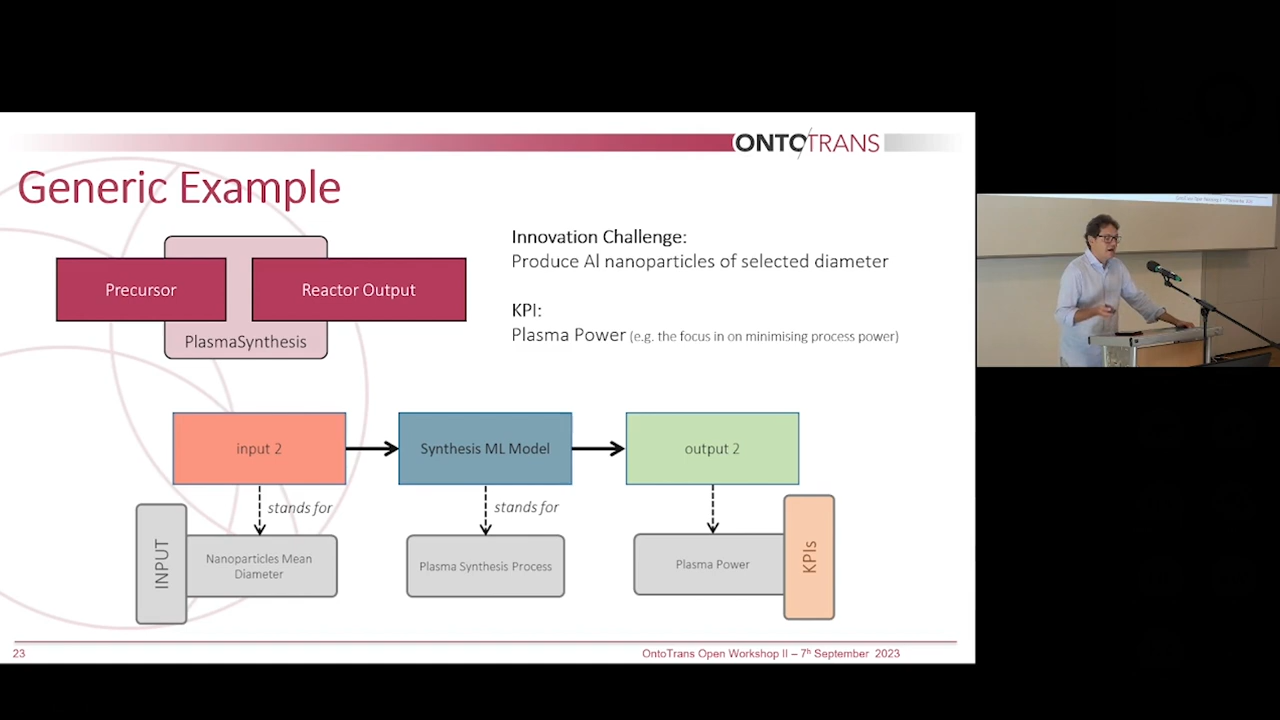 ONTOTRANS
Generic Example
Precursor
Reactor Output
PlasmaSynthesis
Innovation Challenge:
Produce Al nanoparticles of selected diameter
KPI:
Plasma Power (e.g. the focus in on minimising process power)
input 2
Synthesis ML Model
output 2
stands for
stands for
INPUT
Nanoparticles Mean
Diameter
Plasma Synthesis Process
Plasma Power
KPIs
23
OntoTrans Open Workshop II – 7h September 2023